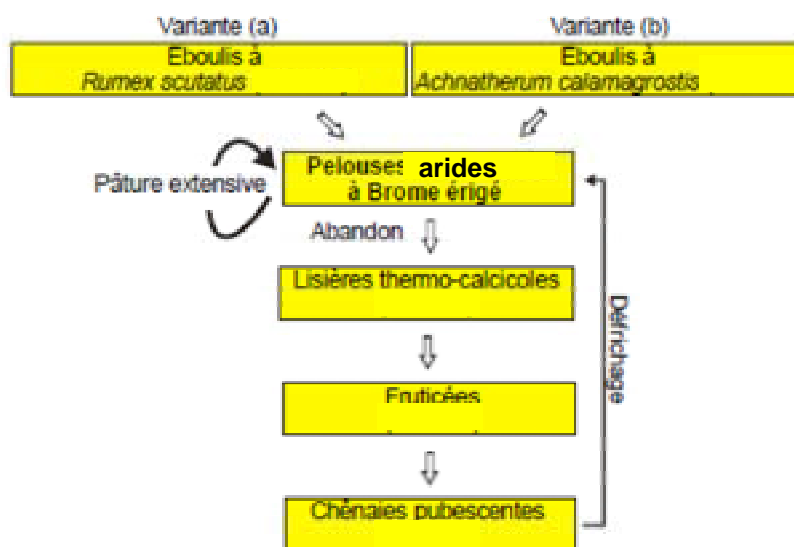 Variante (a)
Variante (b)
Eboulis à
Rumex scutatus
Eboulis à
Achnatherum calamagrostis
Pelouses arides
à Brome érigé
Pâture extensive
Abandon
Lisières thermo-calcicoles
Fruticées
Chênaies pubescentes
Défrichage